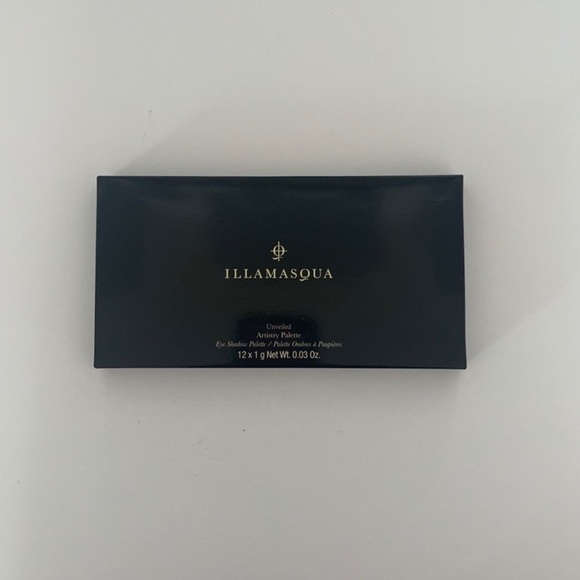 ILLAMASQUA
Unveiled
Artistry Palette
Eye Shadow Palette / Palette Ombres à Paupières
12 x 1 g Net Wt. 0.03 Oz.